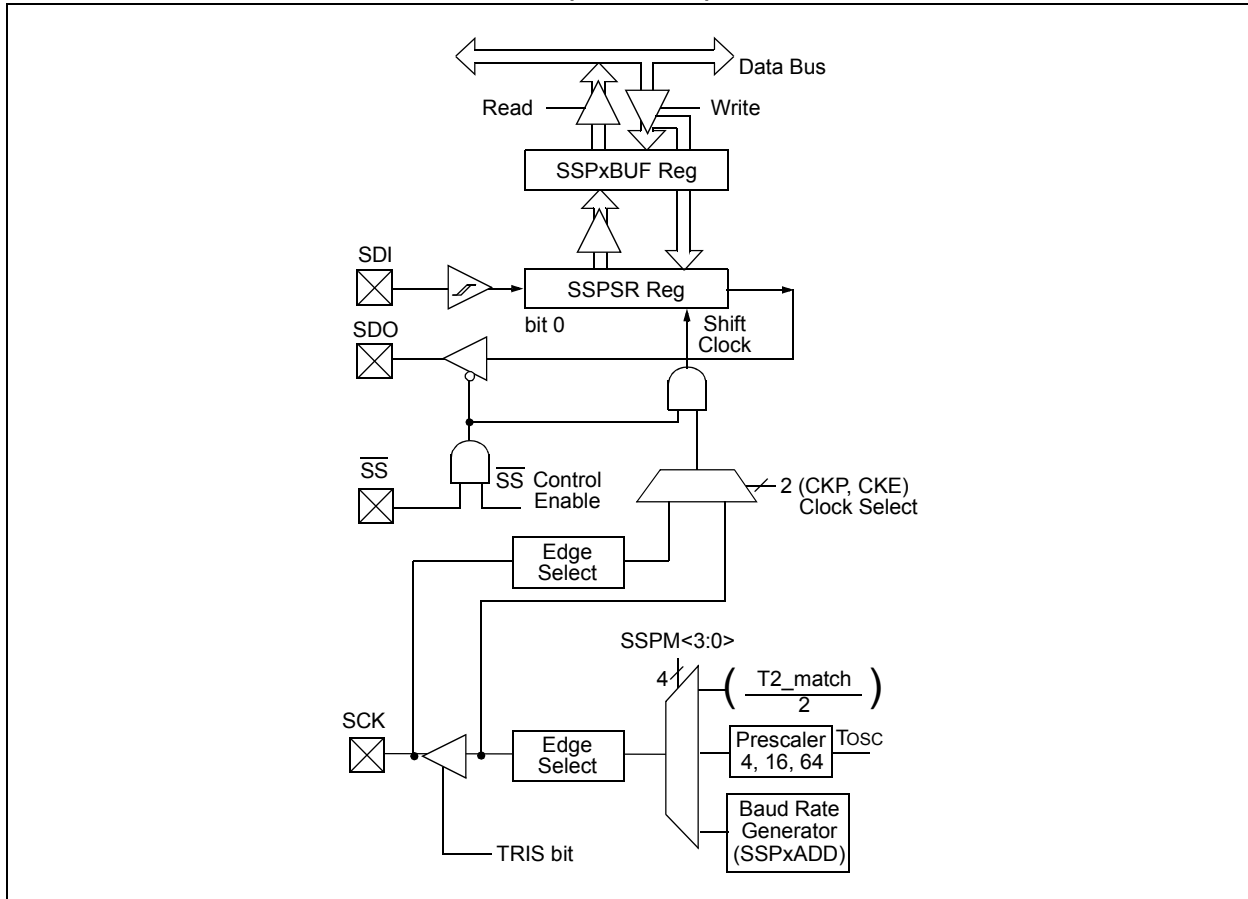 Data Bus
Read
Write
SSPxBUF Reg
SDI
SSPSR Reg
bit 0
Shift
Clock
SDO
SS
SS Control
Enable
2 (CKP, CKE)
Clock Select
Edge
Select
SSPM<3:0>
4
( T2_match
2 )
SCK
Edge
Select
Prescaler
4, 16, 64
TOSC
Baud Rate
Generator
(SSPxADD)
TRIS bit